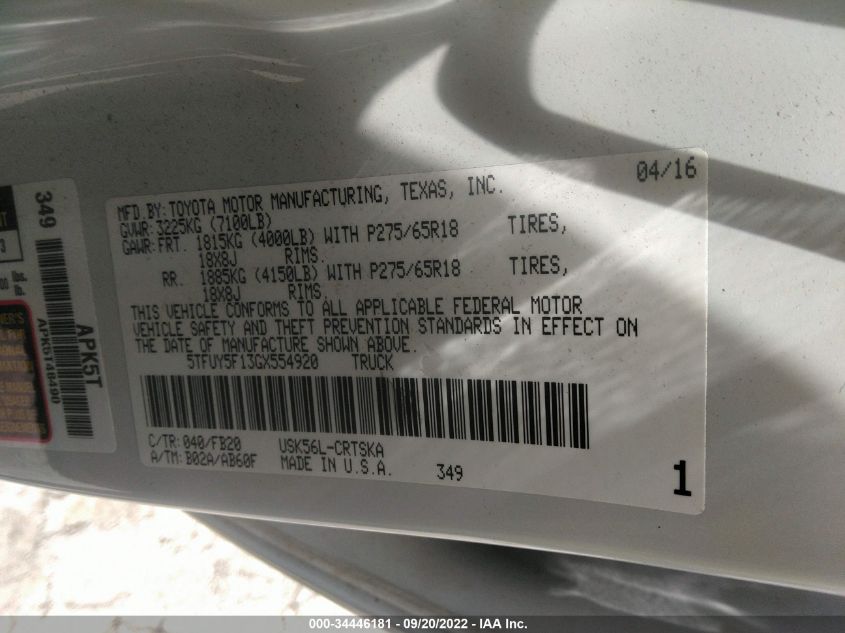 04/16
MFD.BY:TOYOTA MOTOR MANUFACTURING, TEXAS, INC.
GVWR:3225KG (7100LB)
GAWR:FRT. 1815KG (4000LB) WITH P275/65R18 TIRES,
18X8J RIMS
RR. 1885KG (4150LB) WITH P275/65R18 TIRES,
18X8J RIMS
THIS VEHICLE CONFORMS TO ALL APPLICABLE FEDERAL MOTOR
VEHICLE SAFETY AND THEFT PREVENTION STANDARDS IN EFFECT ON
THE DATE OF MANUFACTURE SHOWN ABOVE.
5TFUY5F13GX554920 TRUCK
C/TR:040/FB20 USK56L-CRTSKA
A/TM:B02A/AB60F MADE IN U.S.A. 349
1
349
APK6148490
APK5T
000-34446181 - 09/20/2022 - IAA Inc.